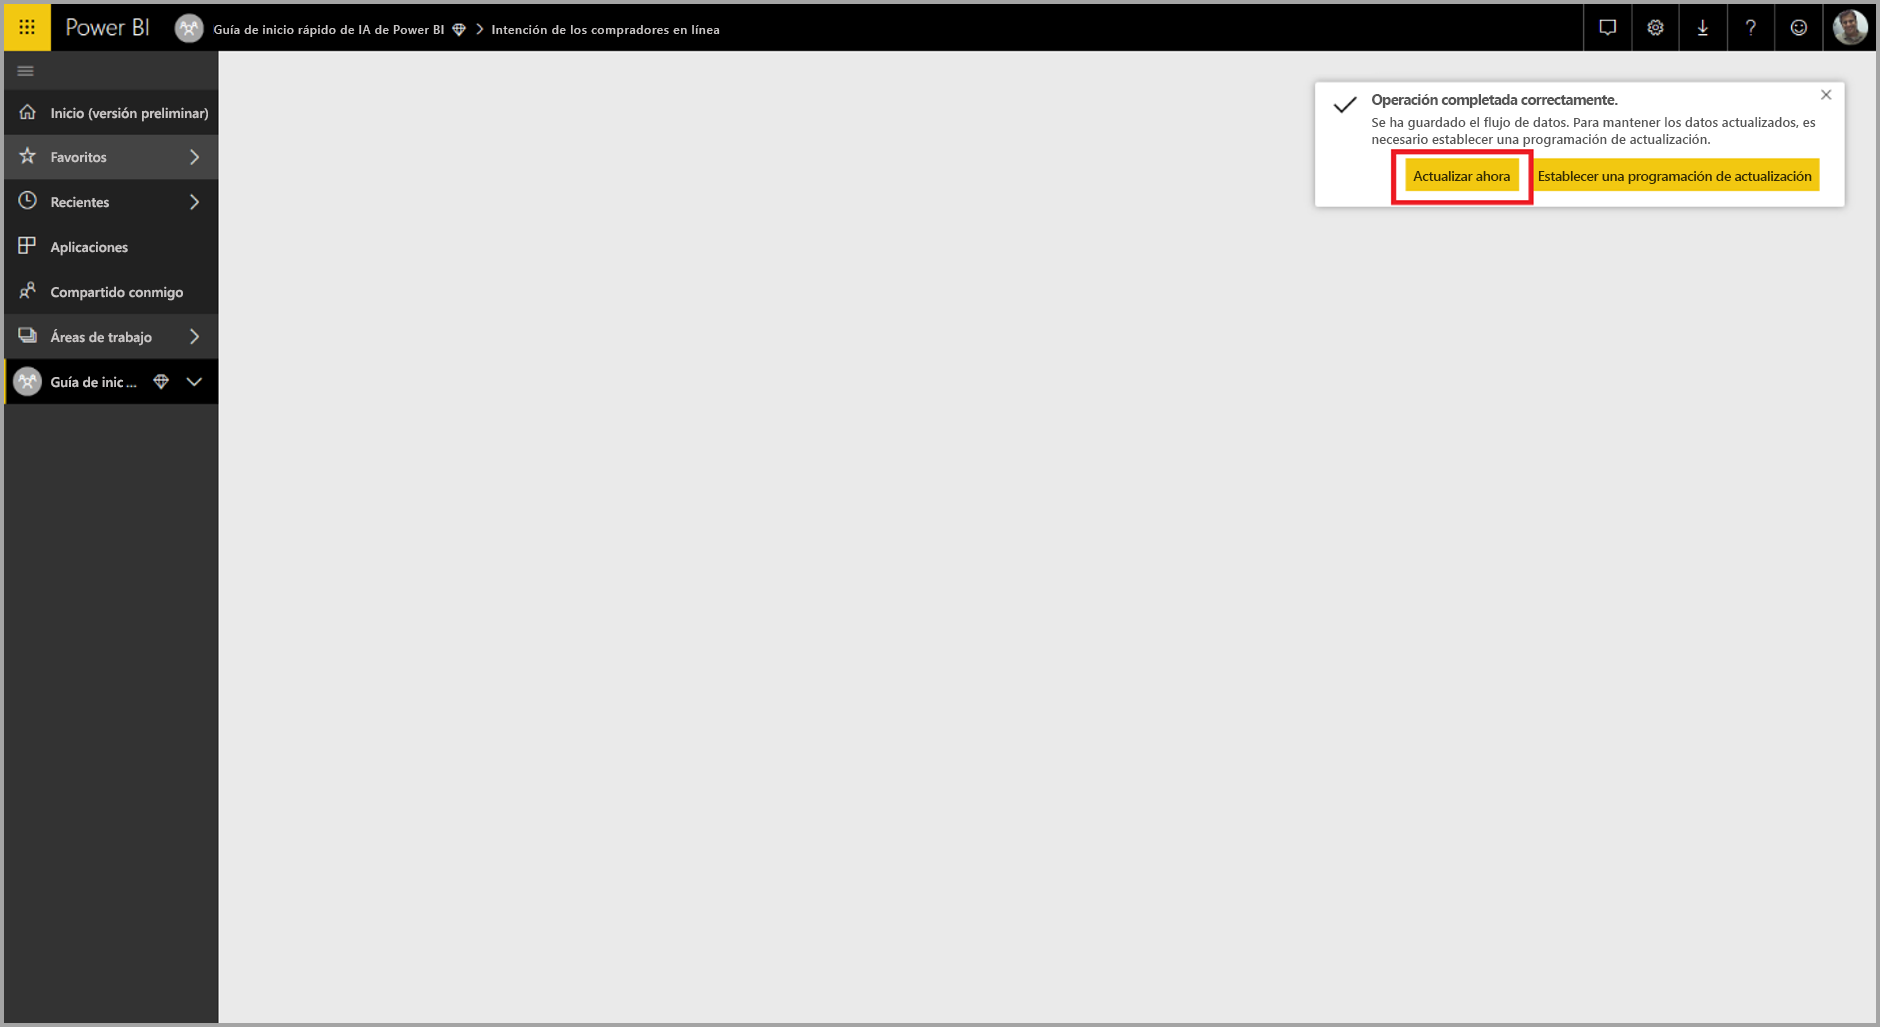 Power BI
Guía de inicio rápido de IA de Power BI
Intención de los compradores en línea
?
Inicio (versión preliminar)
Favoritos
Recientes
Aplicaciones
Compartido conmigo
Áreas de trabajo
Guía de inic ...
Operación completada correctamente.
Se ha guardado el flujo de datos. Para mantener los datos actualizados, es
necesario establecer una programación de actualización.
Actualizar ahora
Establecer una programación de actualización